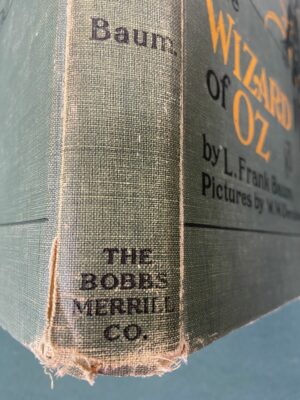 Baum.
THE
BOBBS
MERRILL
CO.
WIZARD
of OZ
by L. Frank Baum
Pictures by W.W.